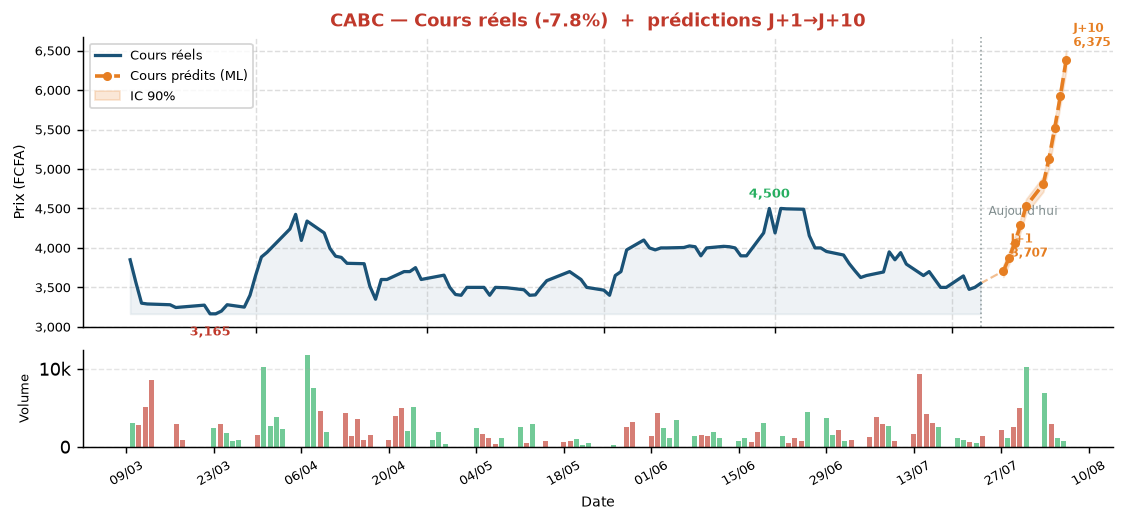 CABC — Cours réels (-7.8%) + prédictions J+1→J+10
Cours réels
Cours prédits (ML)
IC 90%
Prix (FCFA)
6,500
6,000
5,500
5,000
4,500
4,000
3,500
3,000
3,165
4,500
Aujourd'hui
J+1
3,707
J+10
6,375
Volume
10k
0
09/03
23/03
06/04
20/04
04/05
18/05
01/06
15/06
29/06
13/07
27/07
10/08
Date